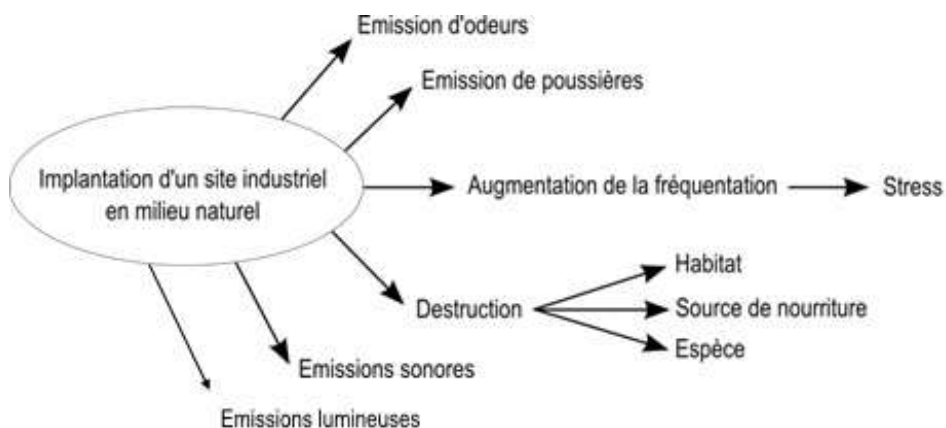 Emission d'odeurs
Emission de poussières
Implantation d'un site industriel
en milieu naturel
Augmentation de la fréquentation
Stress
Habitat
Destruction
Source de nourriture
Espèce
Emissions sonores
Emissions lumineuses